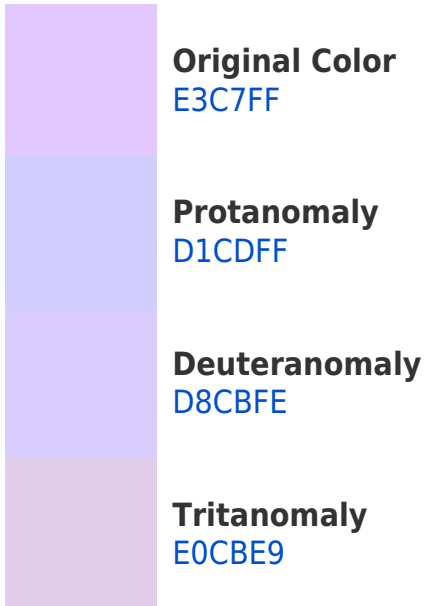 Original Color
E3C7FF
Protanomaly
D1CDFF
Deuteranomaly
D8CBFE
Tritanomaly
E0CBE9